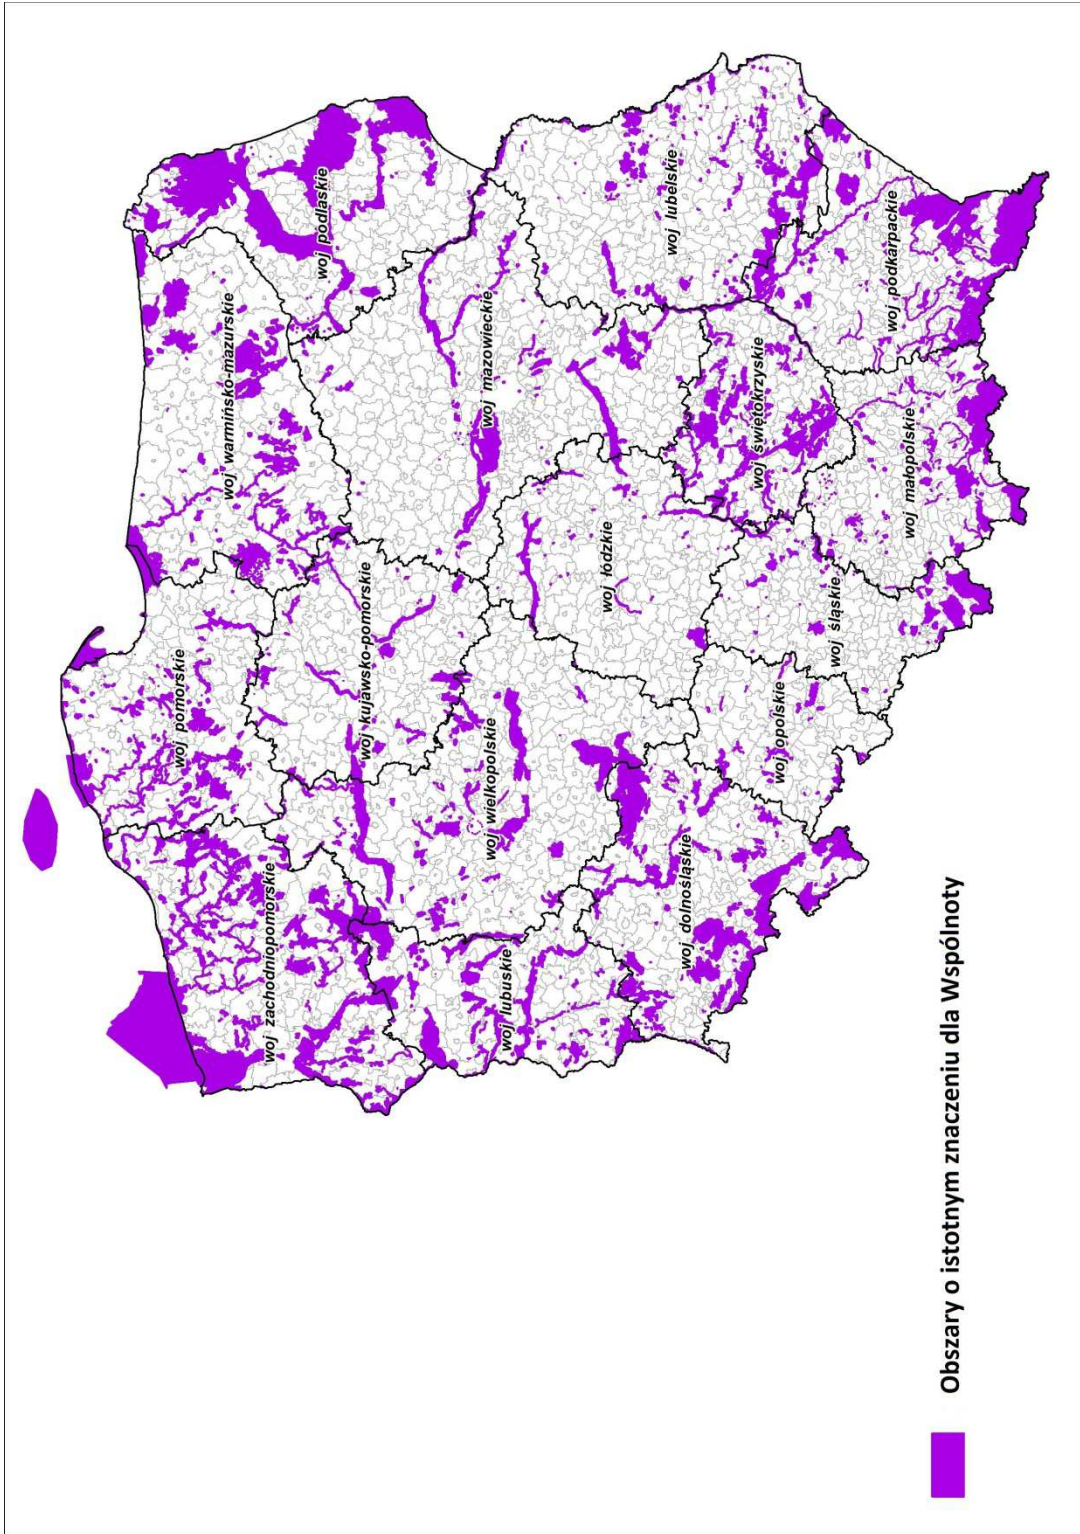 woj pomorskie
woj warmińsko-mazurskie
woj podlaskie
woj zachodniopomorskie
woj kujawsko-pomorskie
woj mazowieckie
woj lubuskie
woj wielkopolskie
woj łódzkie
woj lubelskie
woj dolnośląskie
woj opolskie
woj śląskie
woj świętokrzyskie
woj małopolskie
woj podkarpackie
Obszary o istotnym znaczeniu dla Wspólnoty